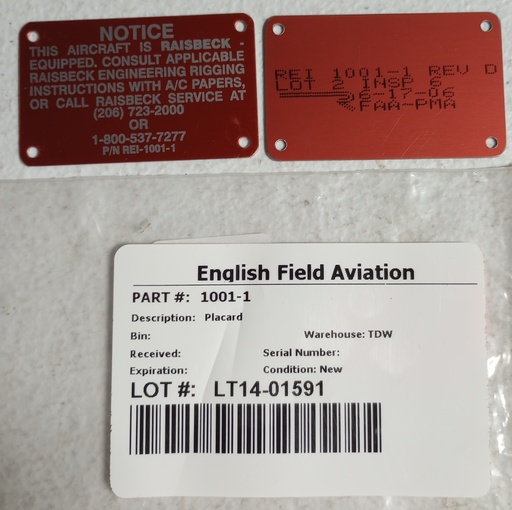 NOTICE
THIS AIRCRAFT IS RAISBECK -
EQUIPPED. CONSULT APPLICABLE
RAISBECK ENGINEERING RIGGING
INSTRUCTIONS WITH A/C PAPERS,
OR CALL RAISBECK SERVICE AT
(206) 723-2000
OR
1-800-537-7277
P/N REI-1001-1
REI 1001-1 REV D
LOT 2 INSP 6
6-17-06
FAA-PMA
English Field Aviation
PART #: 1001-1
Description: Placard
Bin: Warehouse: TDW
Received: Serial Number:
Expiration: Condition: New
LOT #: LT14-01591